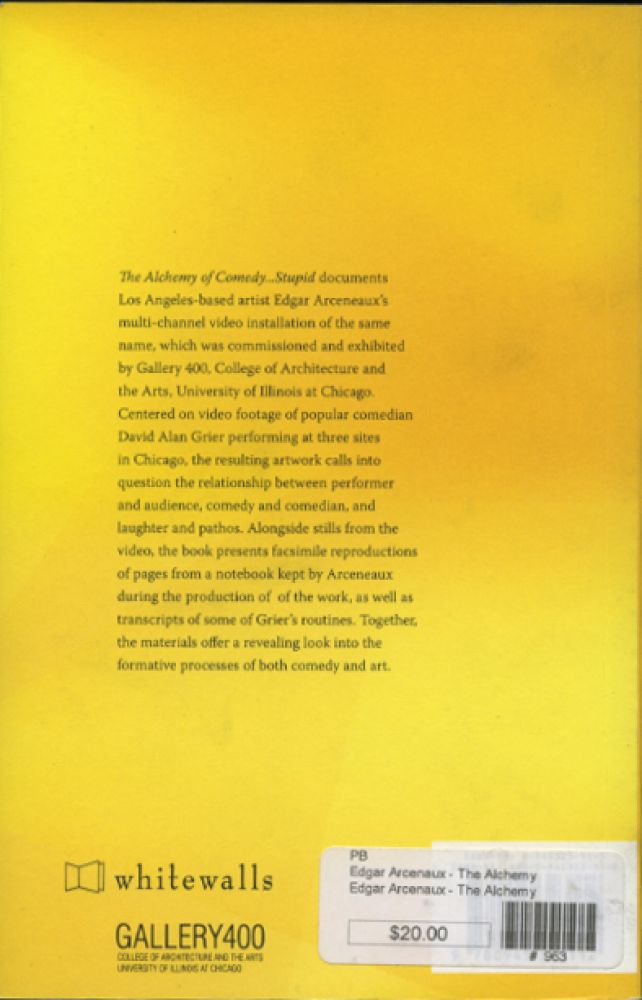 The Alchemy of Comedy...Stupid documents
Los Angeles-based artist Edgar Arceneaux's
multi-channel video installation of the same
name, which was commissioned and exhibited
by Gallery 400, College of Architecture and
the Arts, University of Illinois at Chicago.
Centered on video footage of popular comedian
David Alan Grier performing at three sites
in Chicago, the resulting artwork calls into
question the relationship between performer
and audience, comedy and comedian, and
laughter and pathos. Alongside stills from the
video, the book presents facsimile reproductions
of pages from a notebook kept by Arceneaux
during the production of of the work, as well as
transcripts of some of Grier's routines. Together,
the materials offer a revealing look into the
formative processes of both comedy and art.
whitewalls
GALLERY400
COLLEGE OF ARCHITECTURE AND THE ARTS
UNIVERSITY OF ILLINOIS AT CHICAGO
PB
Edgar Arcenaux - The Alchemy
Edgar Arcenaux - The Alchemy
$20.00
# 963